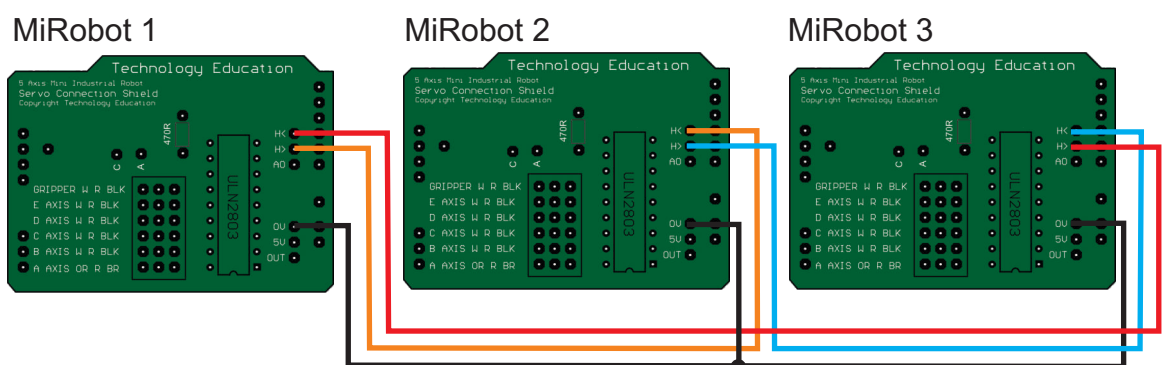 MiRobot 1
Technology Education
5 Axis Mini Industrial Robot
Servo Connection Shield
Copyright Technology Education
470R
H<
H>
A0
C
A
ULN2803
GRIPPER W R BLK
E AXIS W R BLK
D AXIS W R BLK
C AXIS W R BLK
B AXIS W R BLK
A AXIS OR R BR
0V
5V
OUT
MiRobot 2
Technology Education
5 Axis Mini Industrial Robot
Servo Connection Shield
Copyright Technology Education
470R
H<
H>
A0
C
A
ULN2803
GRIPPER W R BLK
E AXIS W R BLK
D AXIS W R BLK
C AXIS W R BLK
B AXIS W R BLK
A AXIS OR R BR
0V
5V
OUT
MiRobot 3
Technology Education
5 Axis Mini Industrial Robot
Servo Connection Shield
Copyright Technology Education
470R
H<
H>
A0
C
A
ULN2803
GRIPPER W R BLK
E AXIS W R BLK
D AXIS W R BLK
C AXIS W R BLK
B AXIS W R BLK
A AXIS OR R BR
0V
5V
OUT